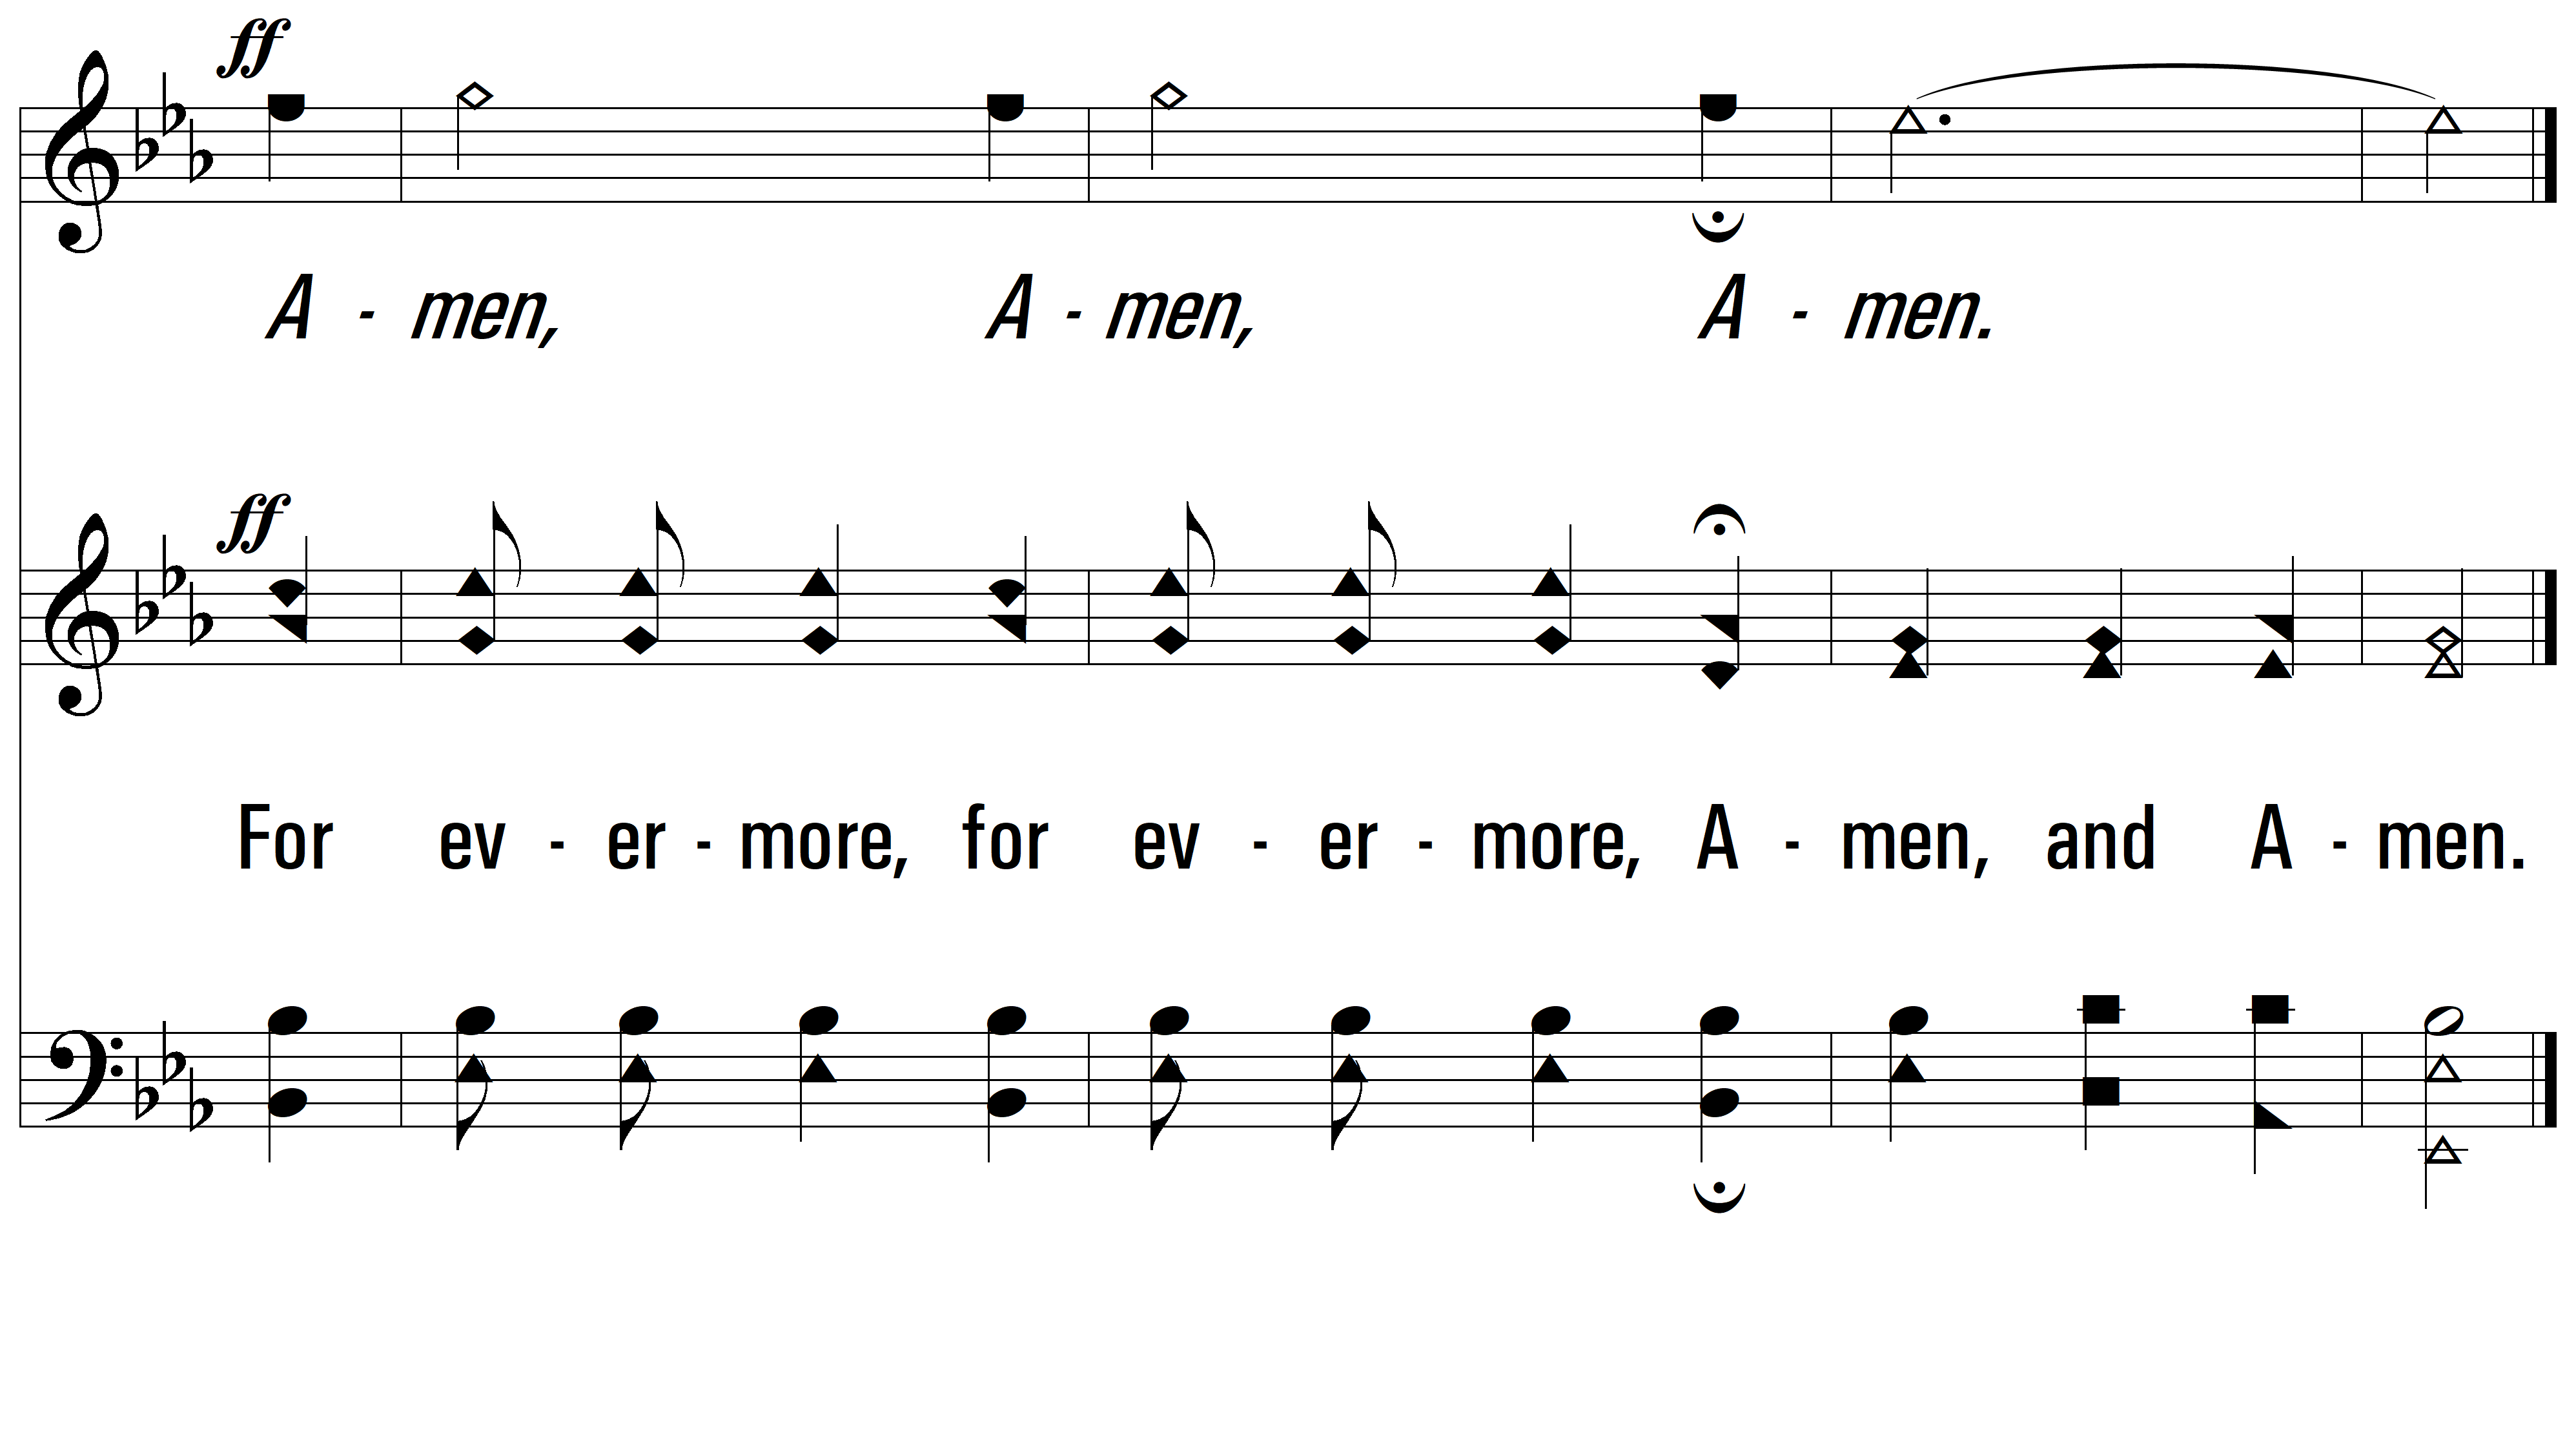 ff
A - men, A - men, A - men.
ff
For ev - er - more, for ev - er - more, A - men, and A - men.